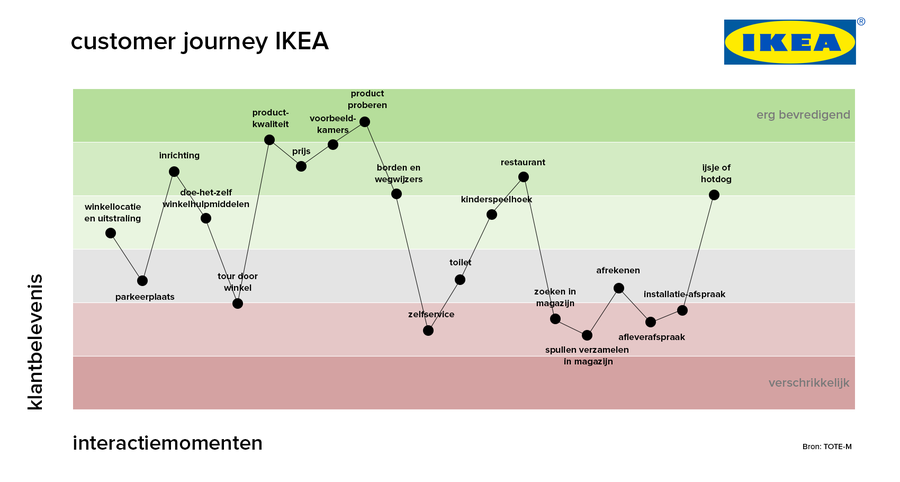 customer journey IKEA
IKEA®
product
proberen
product-
kwaliteit
voorbeeld-
kamers
erg bevredigend
prijs
inrichting
restaurant
borden en
wegwijzers
ijsje of
hotdog
doe-het-zelf
winkelhulpmiddelen
kinderspeelhoek
winkellocatie
en uitstraling
toilet
afrekenen
tour door
winkel
parkeerplaats
zoeken in
magazijn
installatie-afspraak
zelfservice
afleverafspraak
spullen verzamelen
in magazijn
verschrikkelijk
klantbelevenis
interactiemomenten
Bron: TOTE-M